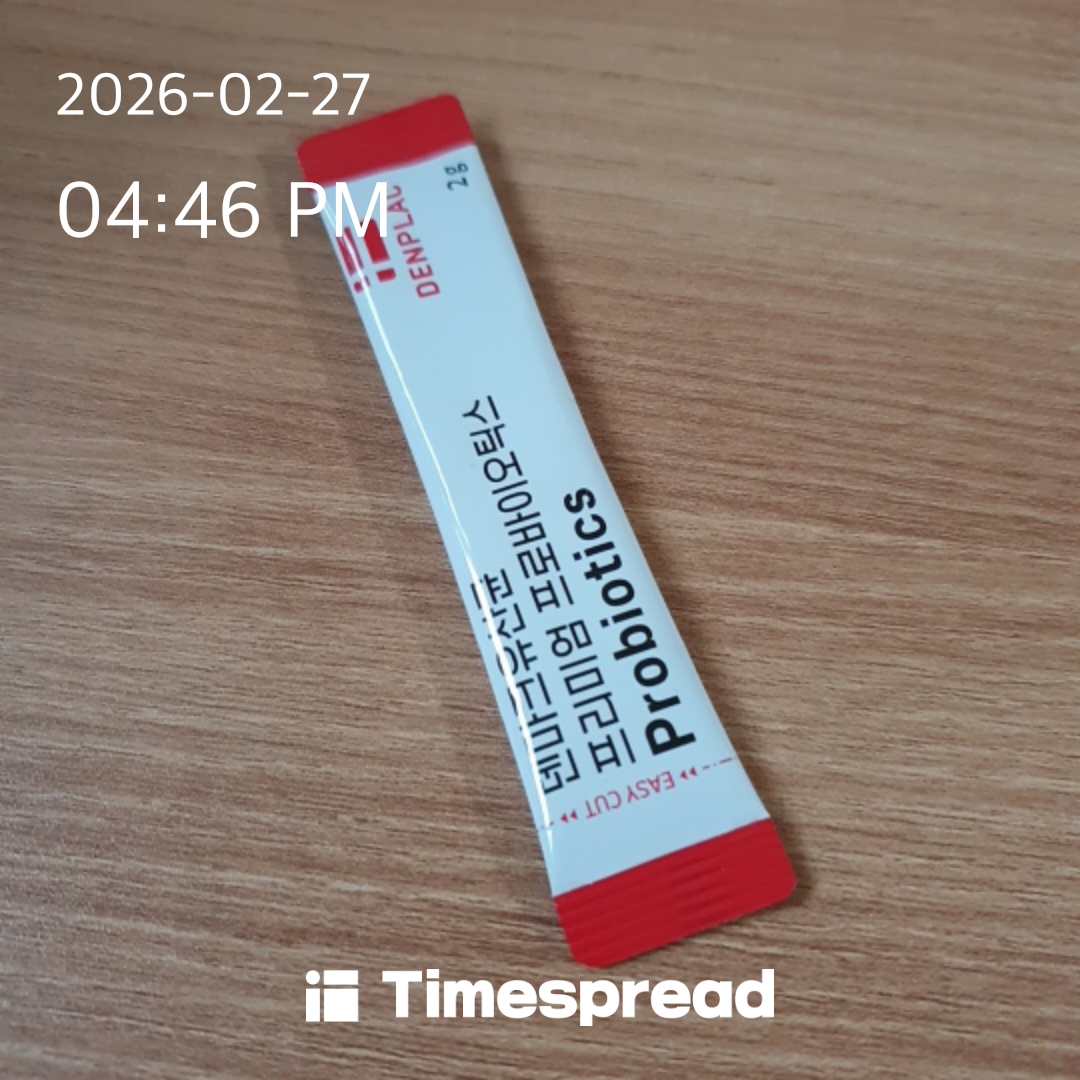 2026-02-27
04:46 PM
DENPLAC
2g
덴마크유산균
프리미엄 프로바이오틱스
Probiotics
EASY CUT
Timespread